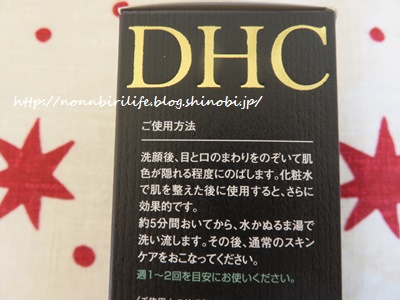 DHC
http://nonnbirilife.blog.shinobi.jp/
ご使用方法
洗顔後、目と口のまわりをのぞいて肌
色が隠れる程度にのばします。化粧水
で肌を整えた後に使用すると、さらに
効果的です。
約5分間おいてから、水かぬるま湯で
洗い流します。その後、通常のスキン
ケアをおこなってください。
週1～2回を目安にお使いください。